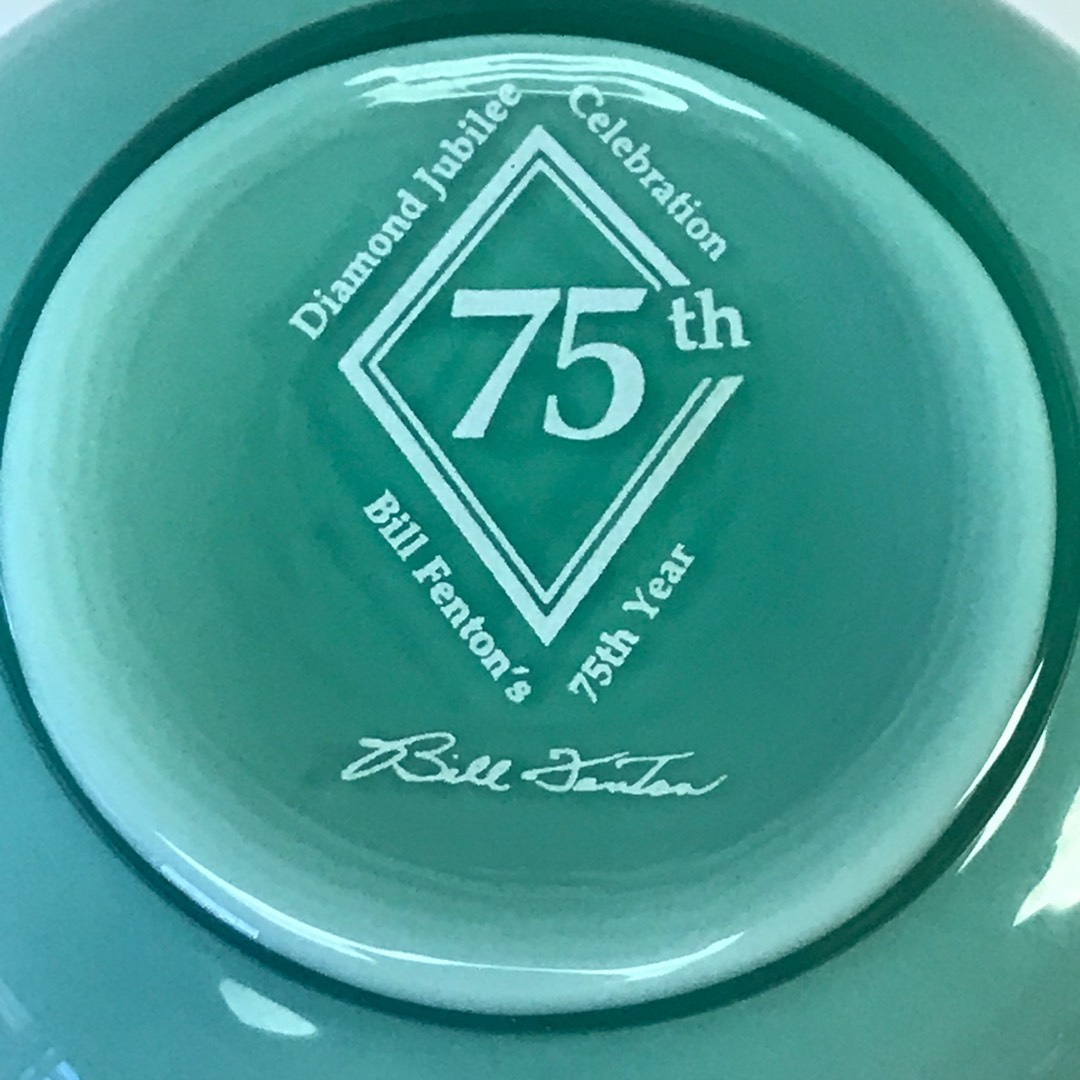 Diamond Jubilee
Celebration
75th
Bill Fenton's
75th Year
Bill Fenton